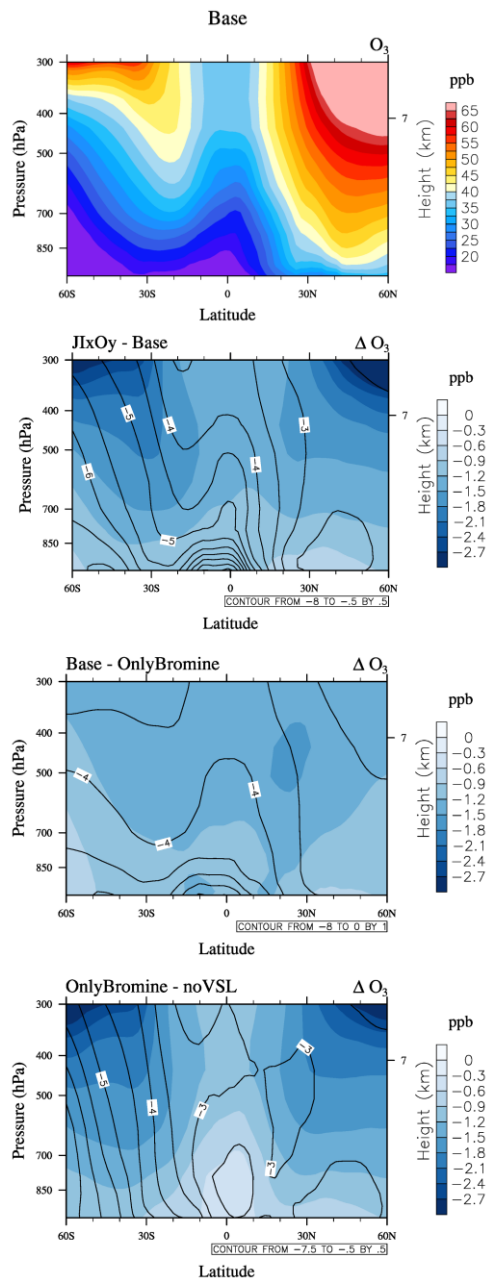 Base
O3
ppb
Pressure (hPa)
300
400
500
700
850
7
Height (km)
65
60
55
50
45
40
35
30
25
20
60S
30S
0
30N
60N
Latitude
JIxOy - Base
Δ O3
ppb
Pressure (hPa)
300
400
500
700
850
7
Height (km)
-6
-5
-5
-4
-4
-3
0
-0.3
-0.6
-0.9
-1.2
-1.5
-1.8
-2.1
-2.4
-2.7
60S
30S
0
30N
60N
CONTOUR FROM -8 TO -.5 BY .5
Latitude
Base - OnlyBromine
Δ O3
ppb
Pressure (hPa)
300
400
500
700
850
7
Height (km)
-4
-4
-4
0
-0.3
-0.6
-0.9
-1.2
-1.5
-1.8
-2.1
-2.4
-2.7
60S
30S
0
30N
60N
CONTOUR FROM -8 TO 0 BY 1
Latitude
OnlyBromine - noVSL
Δ O3
ppb
Pressure (hPa)
300
400
500
700
850
7
Height (km)
-5
-4
-3
-3
-3
0
-0.3
-0.6
-0.9
-1.2
-1.5
-1.8
-2.1
-2.4
-2.7
60S
30S
0
30N
60N
CONTOUR FROM -7.5 TO -.5 BY .5
Latitude